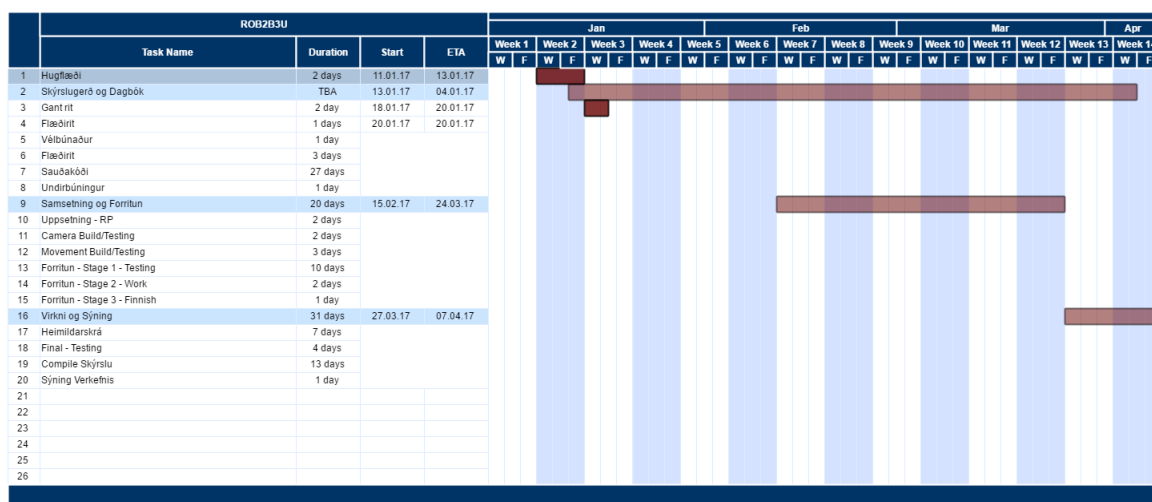 ROB2B3U
Jan Feb Mar Apr
Task Name Duration Start ETA
Week 1 Week 2 Week 3 Week 4 Week 5 Week 6 Week 7 Week 8 Week 9 Week 10 Week 11 Week 12 Week 13 Week 14
W F W F W F W F W F W F W F W F W F W F W F W F W F W F
1 Hugflæði 2 days 11.01.17 13.01.17
2 Skýrslugerð og Dagbók TBA 13.01.17 04.01.17
3 Gant rit 2 day 18.01.17 20.01.17
4 Flæðirit 1 days 20.01.17 20.01.17
5 Vèlbúnaður 1 day
6 Flæðirit 3 days
7 Sauðakóði 27 days
8 Undirbúningur 1 day
9 Samsetning og Forritun 20 days 15.02.17 24.03.17
10 Uppsetning - RP 2 days
11 Camera Build/Testing 2 days
12 Movement Build/Testing 3 days
13 Forritun - Stage 1 - Testing 10 days
14 Forritun - Stage 2 - Work 2 days
15 Forritun - Stage 3 - Finnish 1 day
16 Virkni og Sýning 31 days 27.03.17 07.04.17
17 Heimildarskrá 7 days
18 Final - Testing 4 days
19 Compile Skýrslu 13 days
20 Sýning Verkefnis 1 day
21
22
23
24
25
26